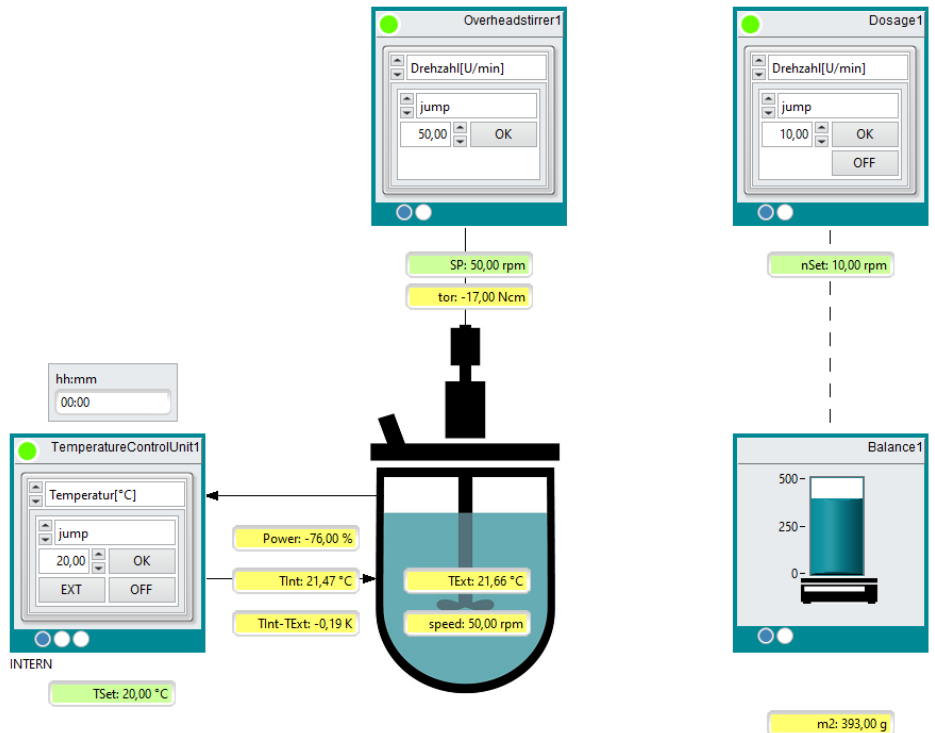 Overheadstirrer1
Drehzahl[U/min]
jump
50,00 OK
SP: 50,00 rpm
tor: -17,00 Ncm
Dosage1
Drehzahl[U/min]
jump
10,00 OK
OFF
nSet: 10,00 rpm
hh:mm
00:00
TemperatureControlUnit1
Temperatur[°C]
jump
20,00 OK
EXT OFF
INTERN
TSet: 20,00 °C
Power: -76,00 %
TInt: 21,47 °C
TInt-TExt: -0,19 K
TExt: 21,66 °C
speed: 50,00 rpm
Balance1
500
250
0
m2: 393,00 g